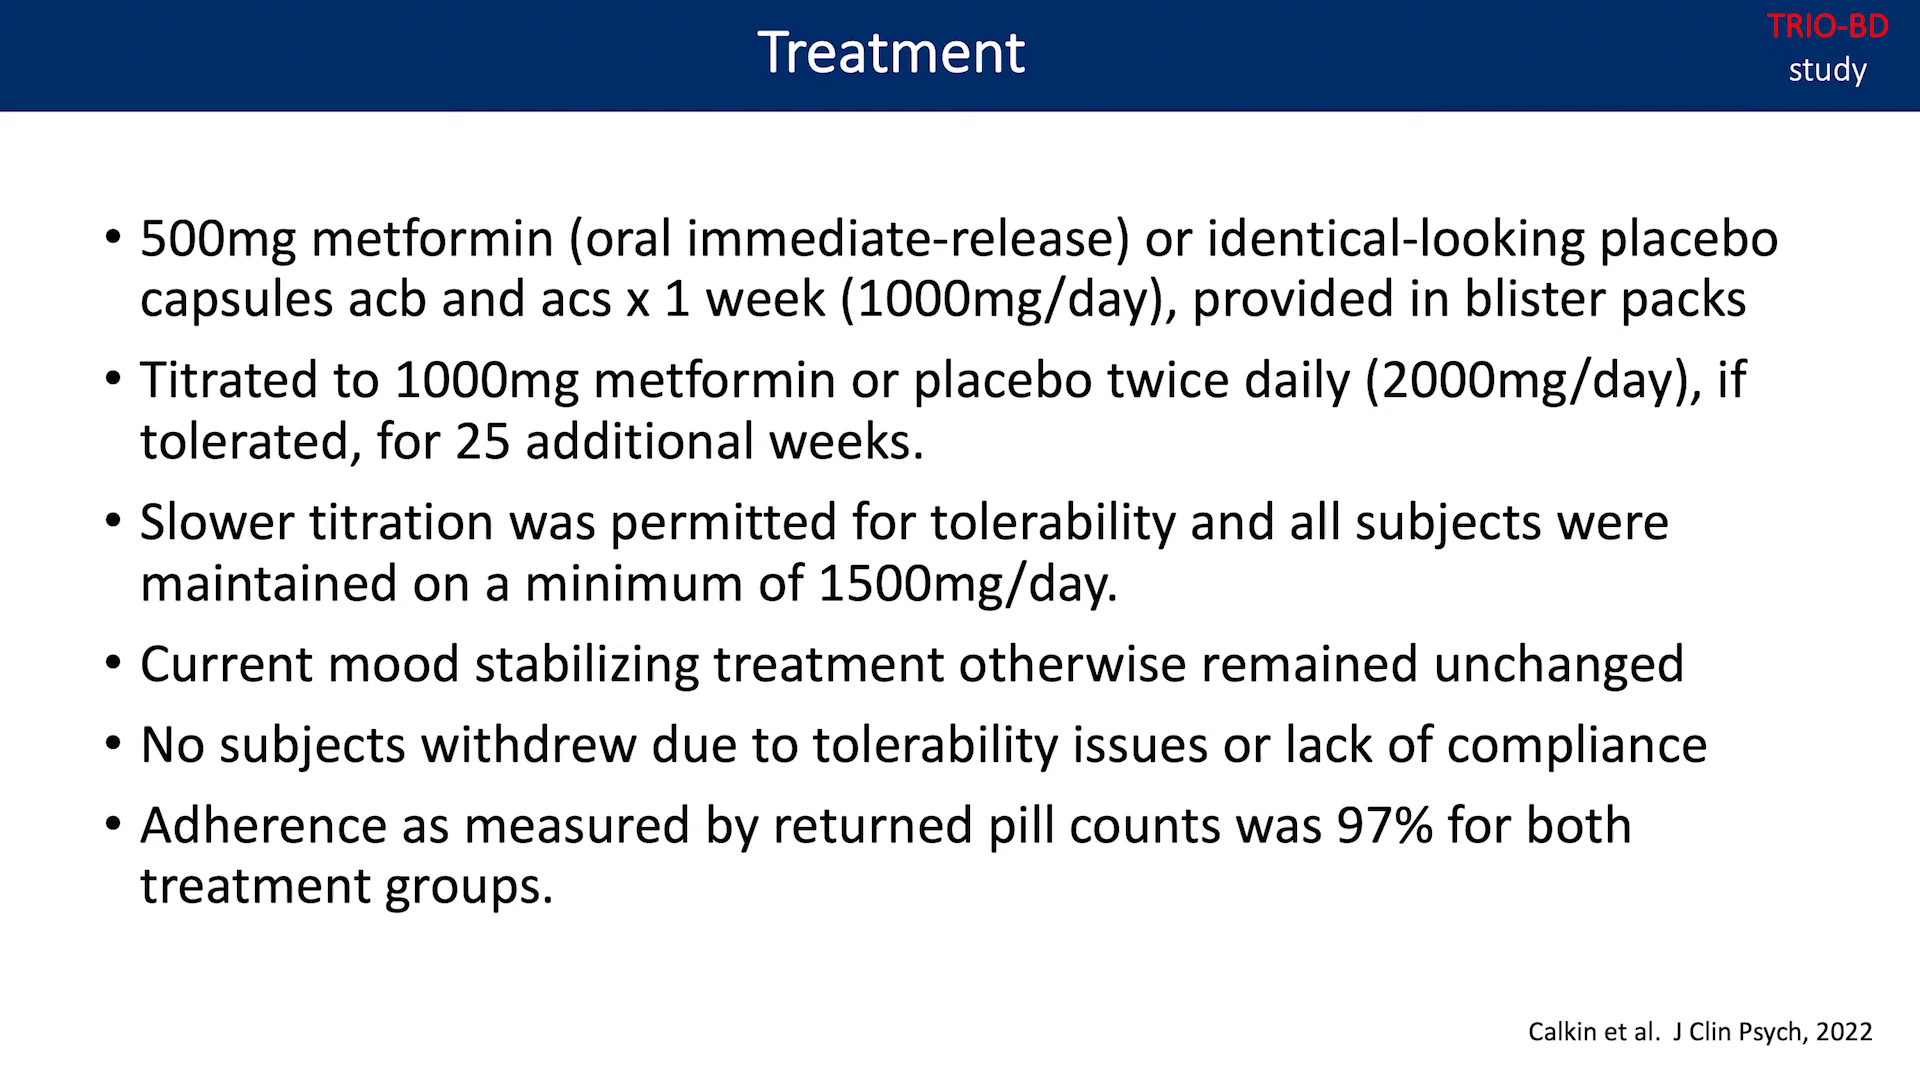 Treatment
TRIO-BD
study
• 500mg metformin (oral immediate-release) or identical-looking placebo
capsules acb and acs x 1 week (1000mg/day), provided in blister packs
• Titrated to 1000mg metformin or placebo twice daily (2000mg/day), if
tolerated, for 25 additional weeks.
• Slower titration was permitted for tolerability and all subjects were
maintained on a minimum of 1500mg/day.
• Current mood stabilizing treatment otherwise remained unchanged
• No subjects withdrew due to tolerability issues or lack of compliance
• Adherence as measured by returned pill counts was 97% for both
treatment groups.
Calkin et al.  J Clin Psych, 2022